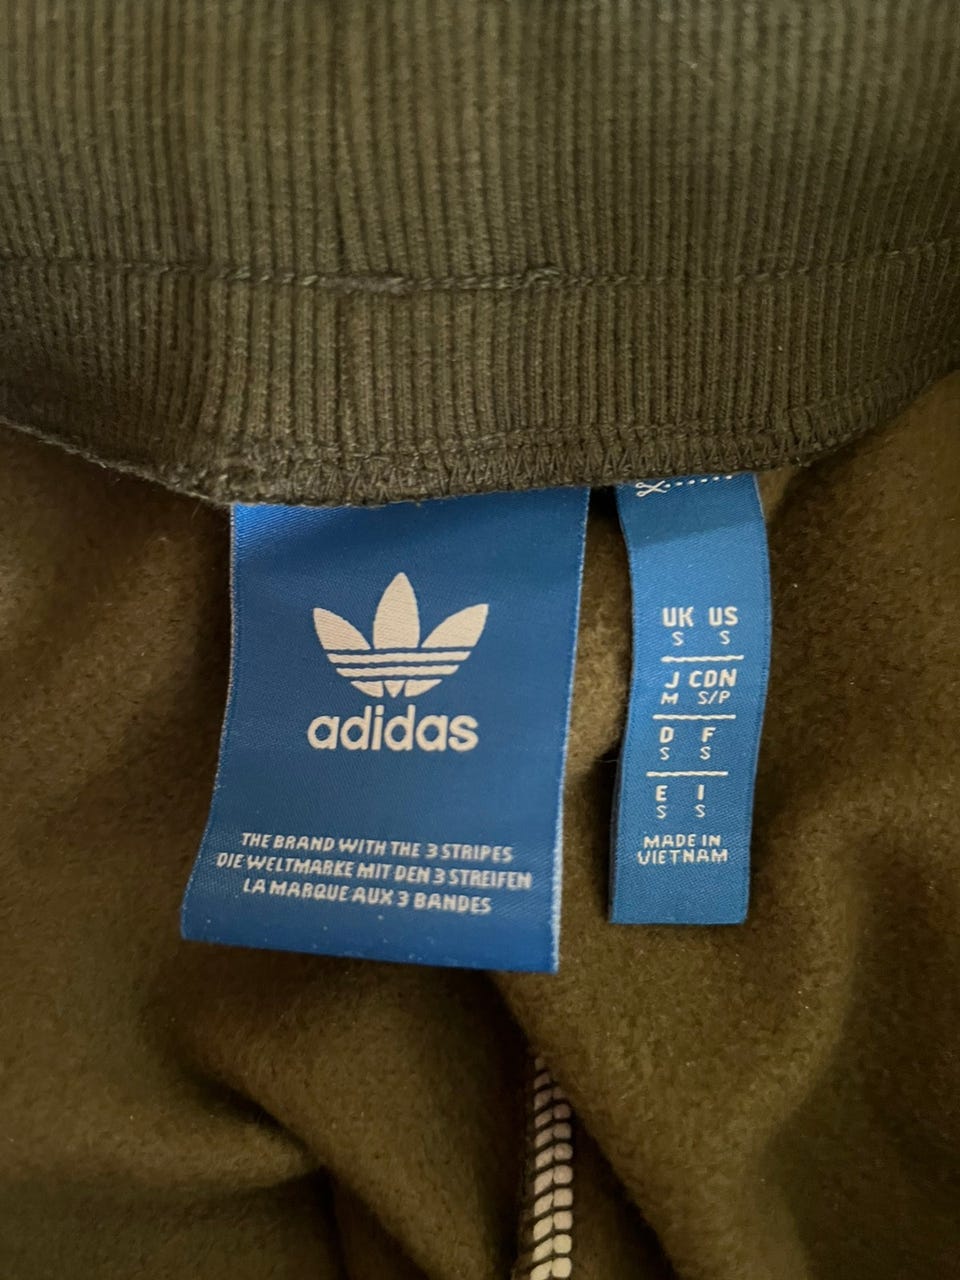 adidas
THE BRAND WITH THE 3 STRIPES
DIE WELTMARKE MIT DEN 3 STREIFEN
LA MARQUE AUX 3 BANDES
UK US
S S
J CDN
M S/P
D F
S S
E I
S S
MADE IN
VIETNAM